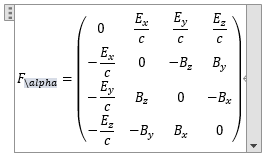 F_\alpha = ( 0 E_x/c E_y/c E_z/c
-E_x/c 0 -B_z B_y
-E_y/c B_z 0 -B_x
-E_z/c -B_y B_x 0 )